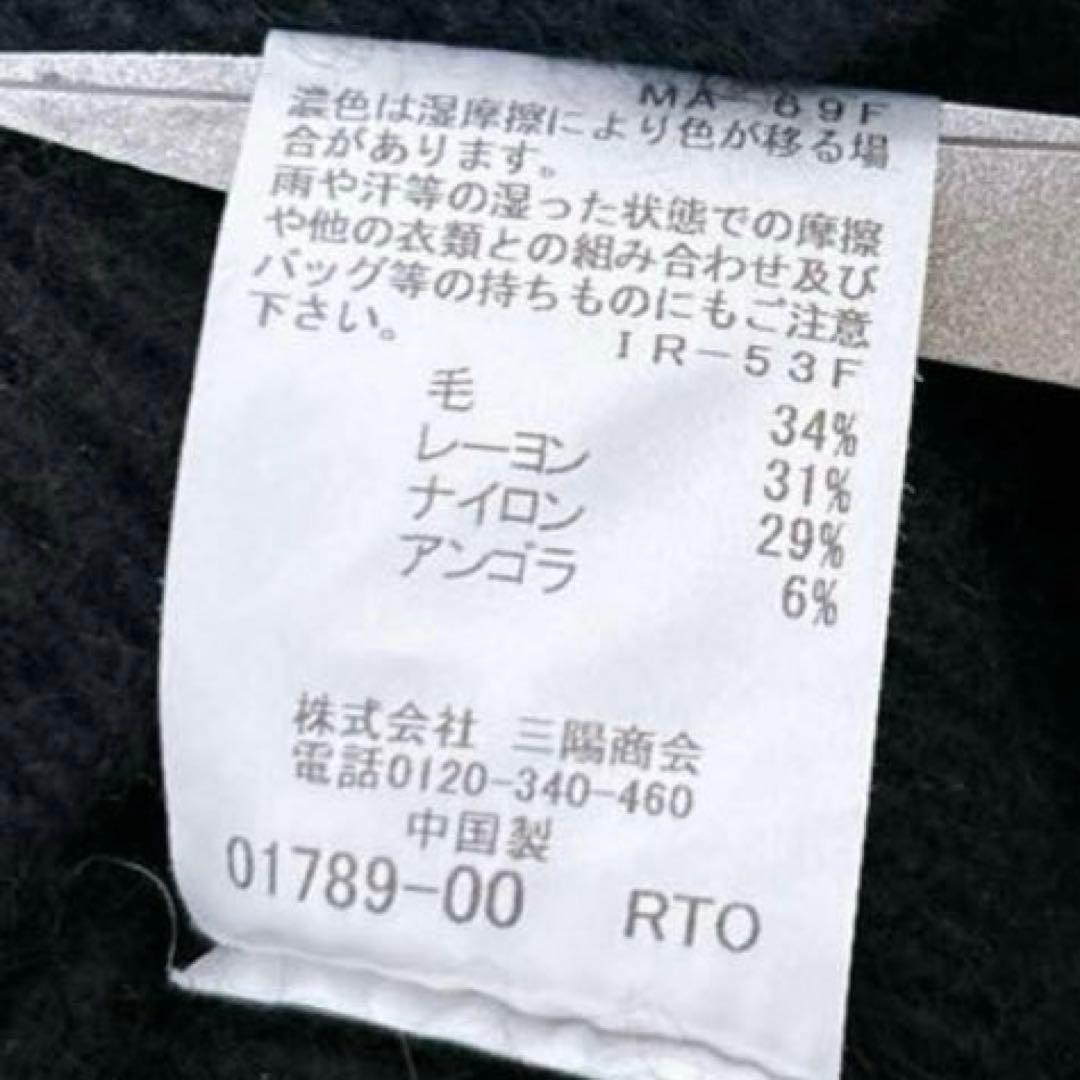 MA-69F
濃色は湿摩擦により色が移る場
合があります。
雨や汗等の湿った状態での摩擦
や他の衣類との組み合わせ及び
バッグ等の持ちものにもご注意
下さい。
IR-53F
毛 34%
レーヨン 31%
ナイロン 29%
アンゴラ 6%
株式会社 三陽商会
電話0120-340-460
中国製
01789-00 RTO